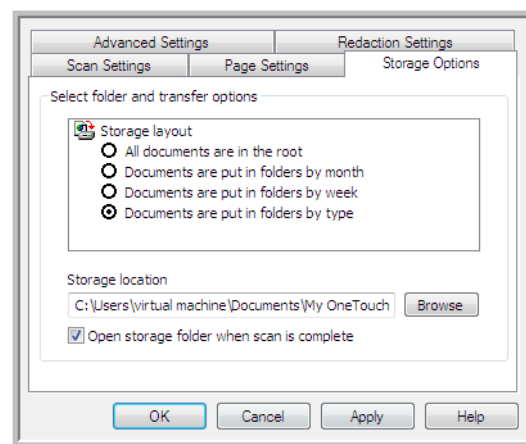 Advanced Settings Redaction Settings
Scan Settings Page Settings Storage Options
Select folder and transfer options
Storage layout
All documents are in the root
Documents are put in folders by month
Documents are put in folders by week
Documents are put in folders by type
Storage location
C:\Users\virtual machine\Documents\My OneTouch Browse
Open storage folder when scan is complete
OK Cancel Apply Help